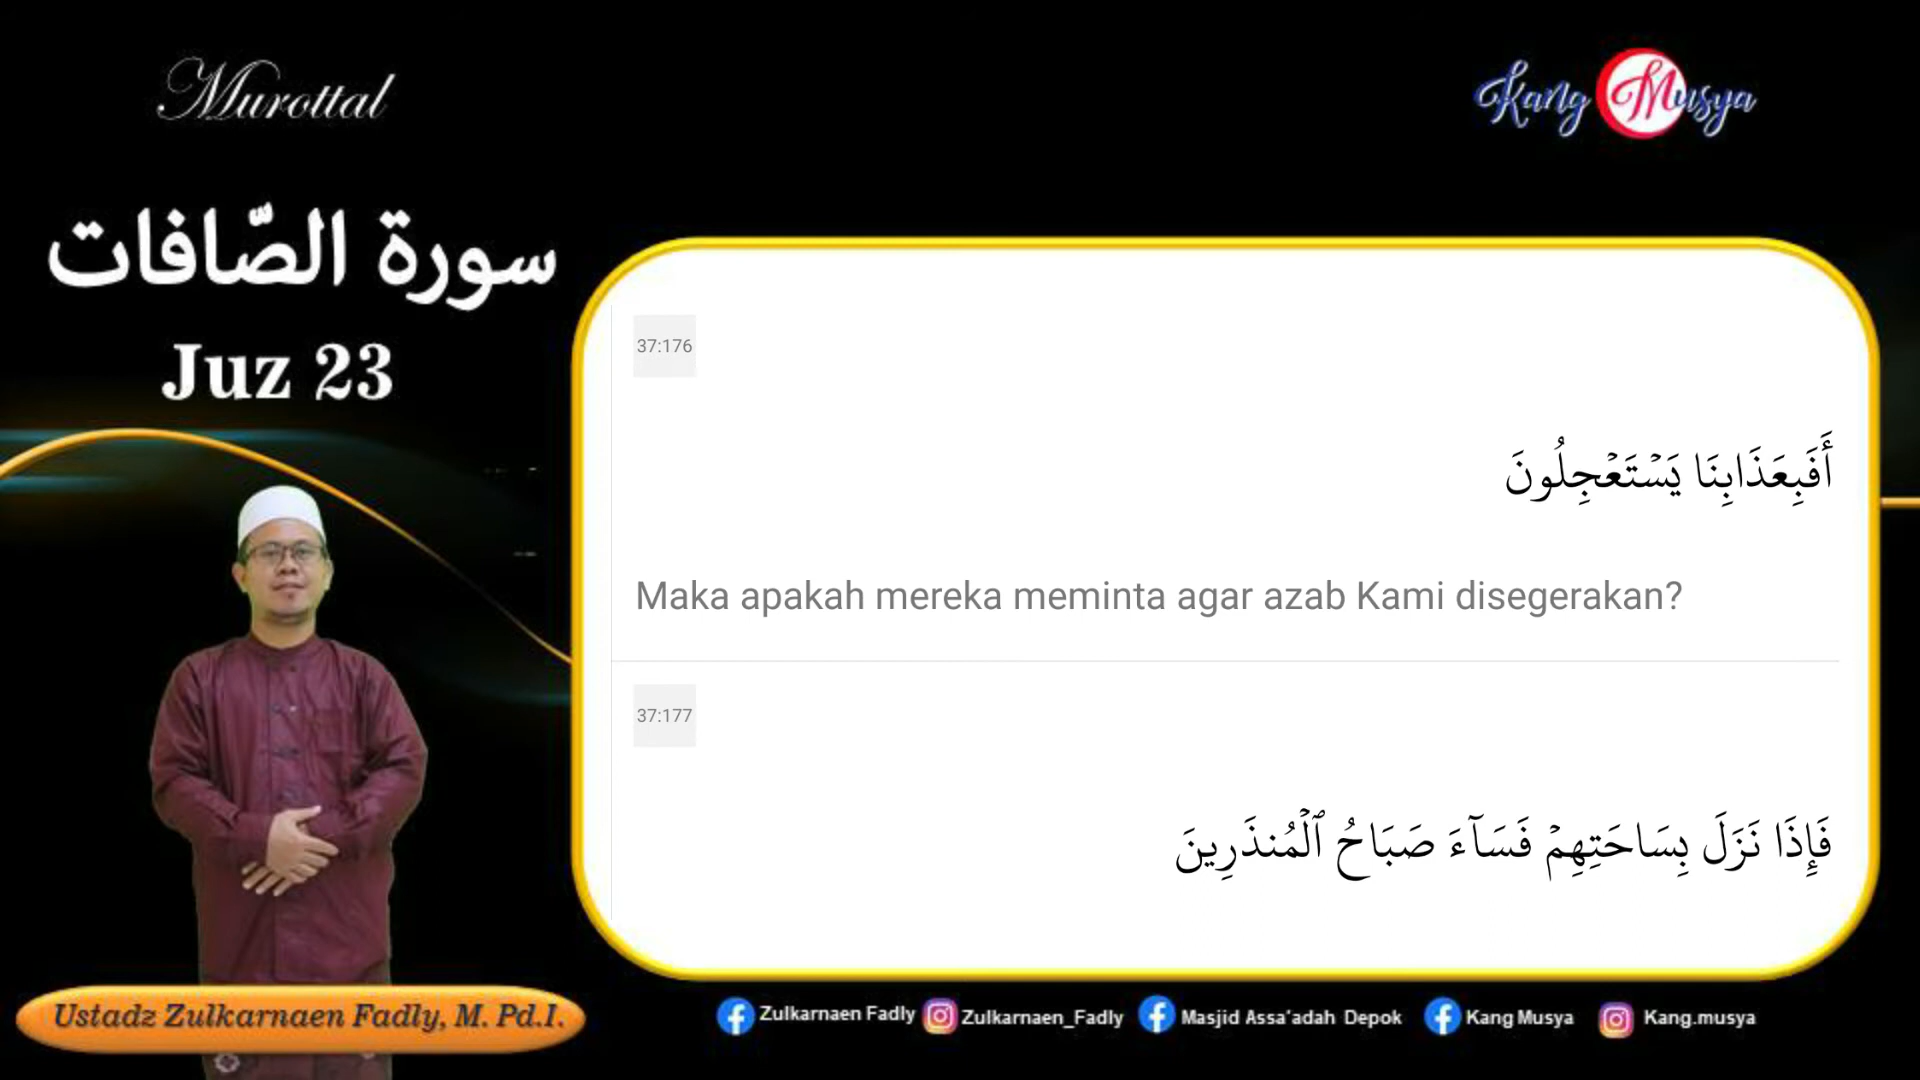 Murottal
Kang Musya
سورة الصّافات
Juz 23
37:176
أَفَبِعَذَابِنَا يَسۡتَعۡجِلُونَ
Maka apakah mereka meminta agar azab Kami disegerakan?
37:177
فَإِذَا نَزَلَ بِسَاحَتِهِمۡ فَسَآءَ صَبَاحُ ٱلۡمُنذَرِينَ
Ustadz Zulkarnaen Fadly, M. Pd.I.
Zulkarnaen Fadly Zulkarnaen_Fadly Masjid Assa'adah Depok Kang Musya Kang.musya